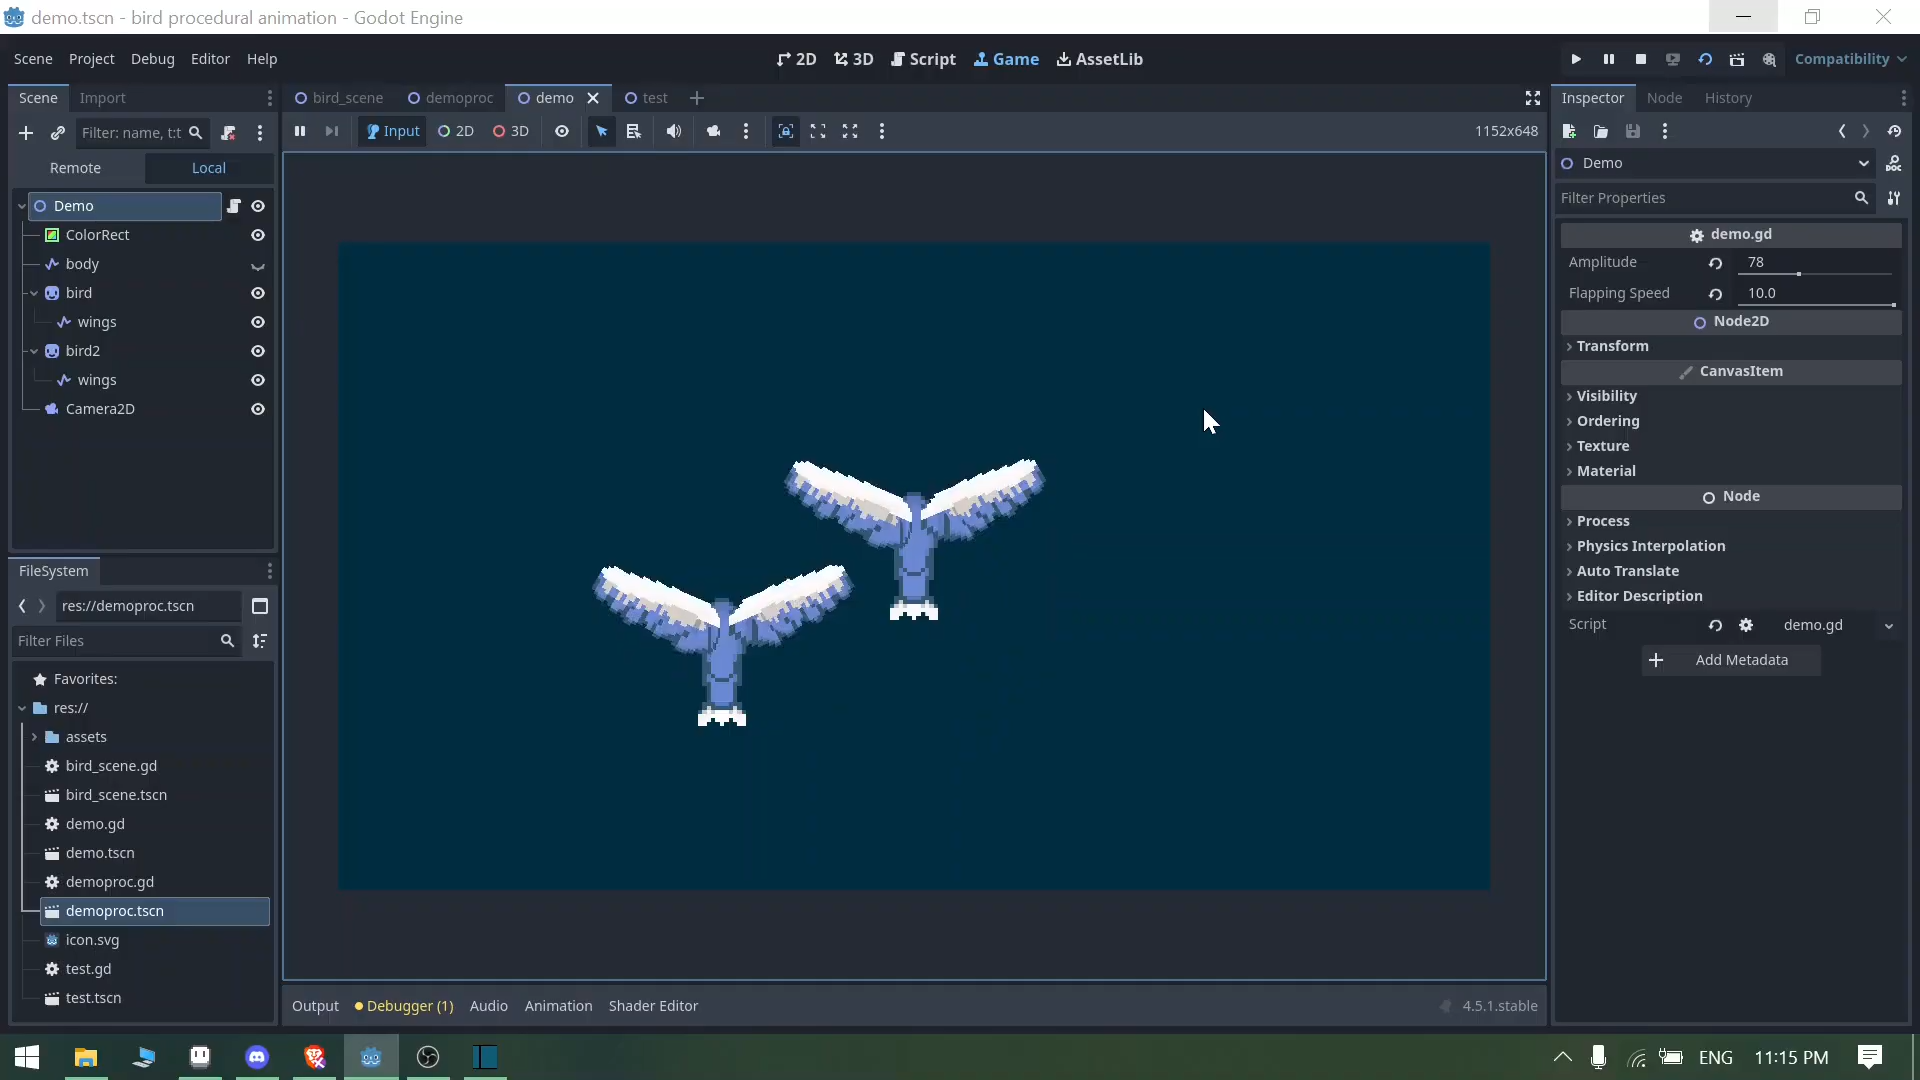 demo.tscn - bird procedural animation - Godot Engine
Scene Project Debug Editor Help
2D 3D Script Game AssetLib
Compatibility
Scene Import
bird_scene demoproc demo test
Inspector Node History
Filter: name, t:t
Input 2D 3D
1152x648
Remote Local
Demo
ColorRect
body
bird
wings
bird2
wings
Camera2D
FileSystem
res://demoproc.tscn
Filter Files
Favorites:
res://
assets
bird_scene.gd
bird_scene.tscn
demo.gd
demo.tscn
demoproc.gd
demoproc.tscn
icon.svg
test.gd
test.tscn
Output Debugger (1) Audio Animation Shader Editor
4.5.1.stable
Demo
DOC
Filter Properties
demo.gd
Amplitude 78
Flapping Speed 10.0
Node2D
Transform
CanvasItem
Visibility
Ordering
Texture
Material
Node
Process
Physics Interpolation
Auto Translate
Editor Description
Script demo.gd
Add Metadata
ENG 11:15 PM